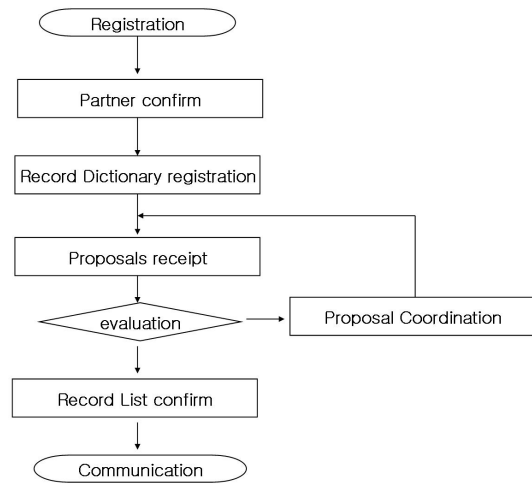 Registration
Partner confirm
Record Dictionary registration
Proposals receipt
evaluation
Proposal Coordination
Record List confirm
Communication